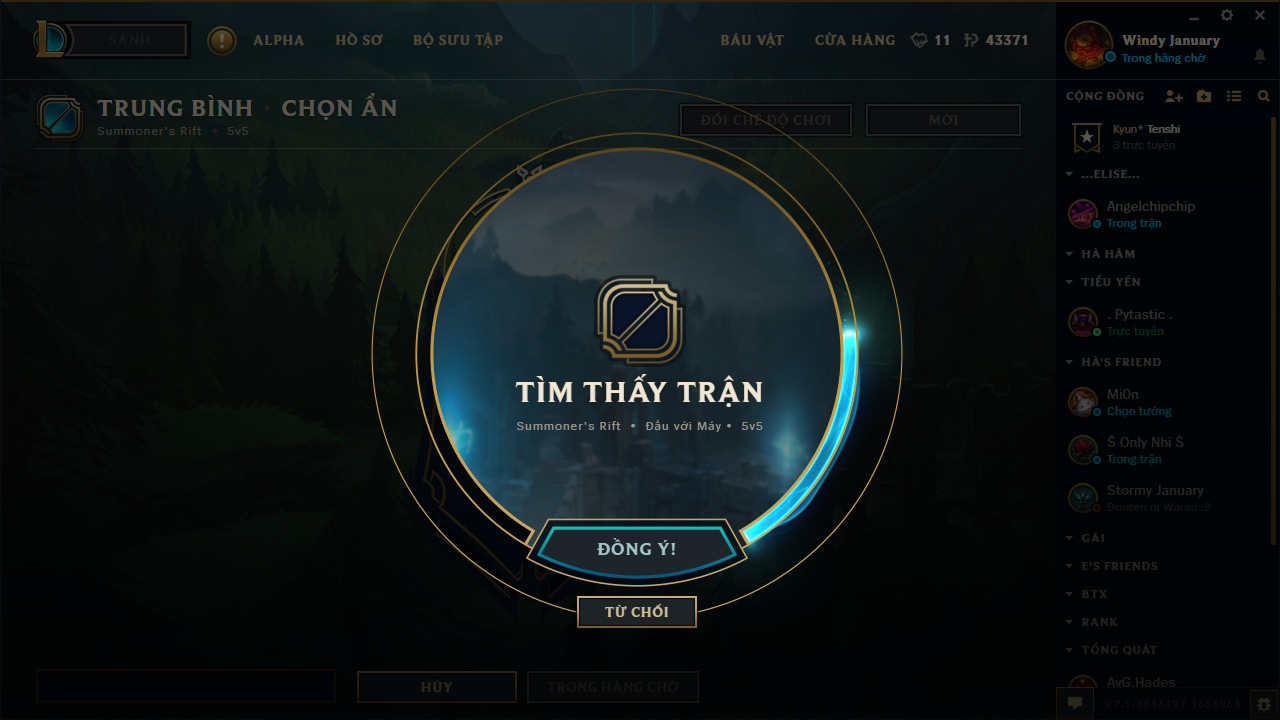 SẢNH
ALPHA
HỒ SƠ
BỘ SƯU TẬP
BÁU VẬT
CỬA HÀNG
11
43371
Windy January
Trong hàng chờ
TRUNG BÌNH · CHỌN ẨN
Summoner's Rift • 5v5
ĐỔI CHẾ ĐỘ CHƠI
MỜI
CỘNG ĐỒNG
Kyun* Tenshi
3 trực tuyến
...ELISE...
Angelchipchip
Trong trận
HÀ HÂM
TIỂU YẾN
. Pytastic .
Trực tuyến
HÀ'S FRIEND
Mi0n
Chọn tướng
Š Only Nhi Š
Trong trận
Stormy January
Donten ni Warau :3
GÁI
E'S FRIENDS
BTX
RANK
TỔNG QUÁT
AvG.Hades
TÌM THẤY TRẬN
Summoner's Rift • Đấu với Máy • 5v5
ĐỒNG Ý!
TỪ CHỐI
HỦY
TRONG HÀNG CHỜ